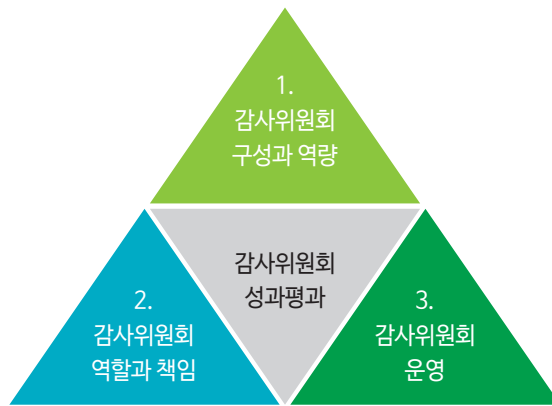 1.
감사위원회
구성과 역량
감사위원회
성과평과
2.
감사위원회
역할과 책임
3.
감사위원회
운영